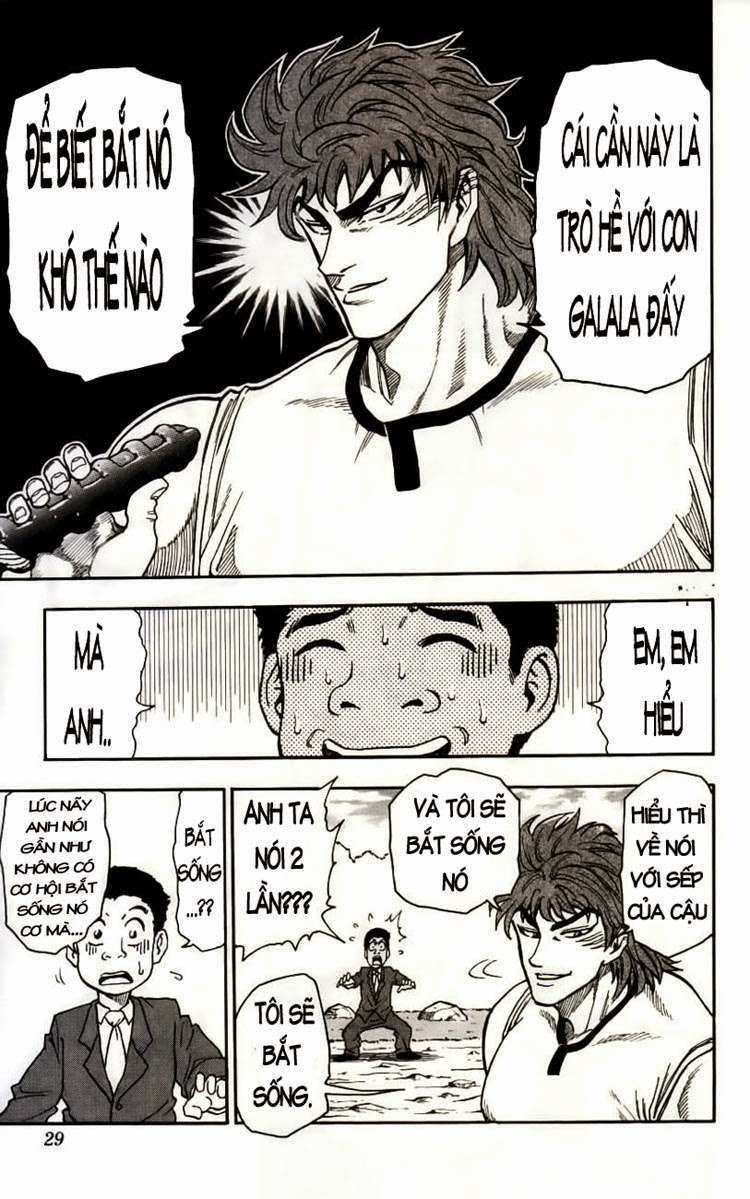 CÁI CẦN NÀY LÀ
TRÒ HỀ VỚI CON
GALALA ĐẤY
ĐỂ BIẾT BẮT NÓ
KHÓ THẾ NÀO
EM, EM
HIỂU
MÀ
ANH..
HIỂU THÌ
VỀ NÓI
VỚI SẾP
CỦA CẬU
VÀ TÔI SẼ
BẮT SỐNG
NÓ
ANH TA
NÓI 2
LẦN???
TÔI SẼ
BẮT
SỐNG.
BẮT
SỐNG
...??
LÚC NÃY
ANH NÓI
GẦN NHƯ
KHÔNG CÓ
CƠ HỘI BẮT
SỐNG NÓ
CƠ MÀ...
29